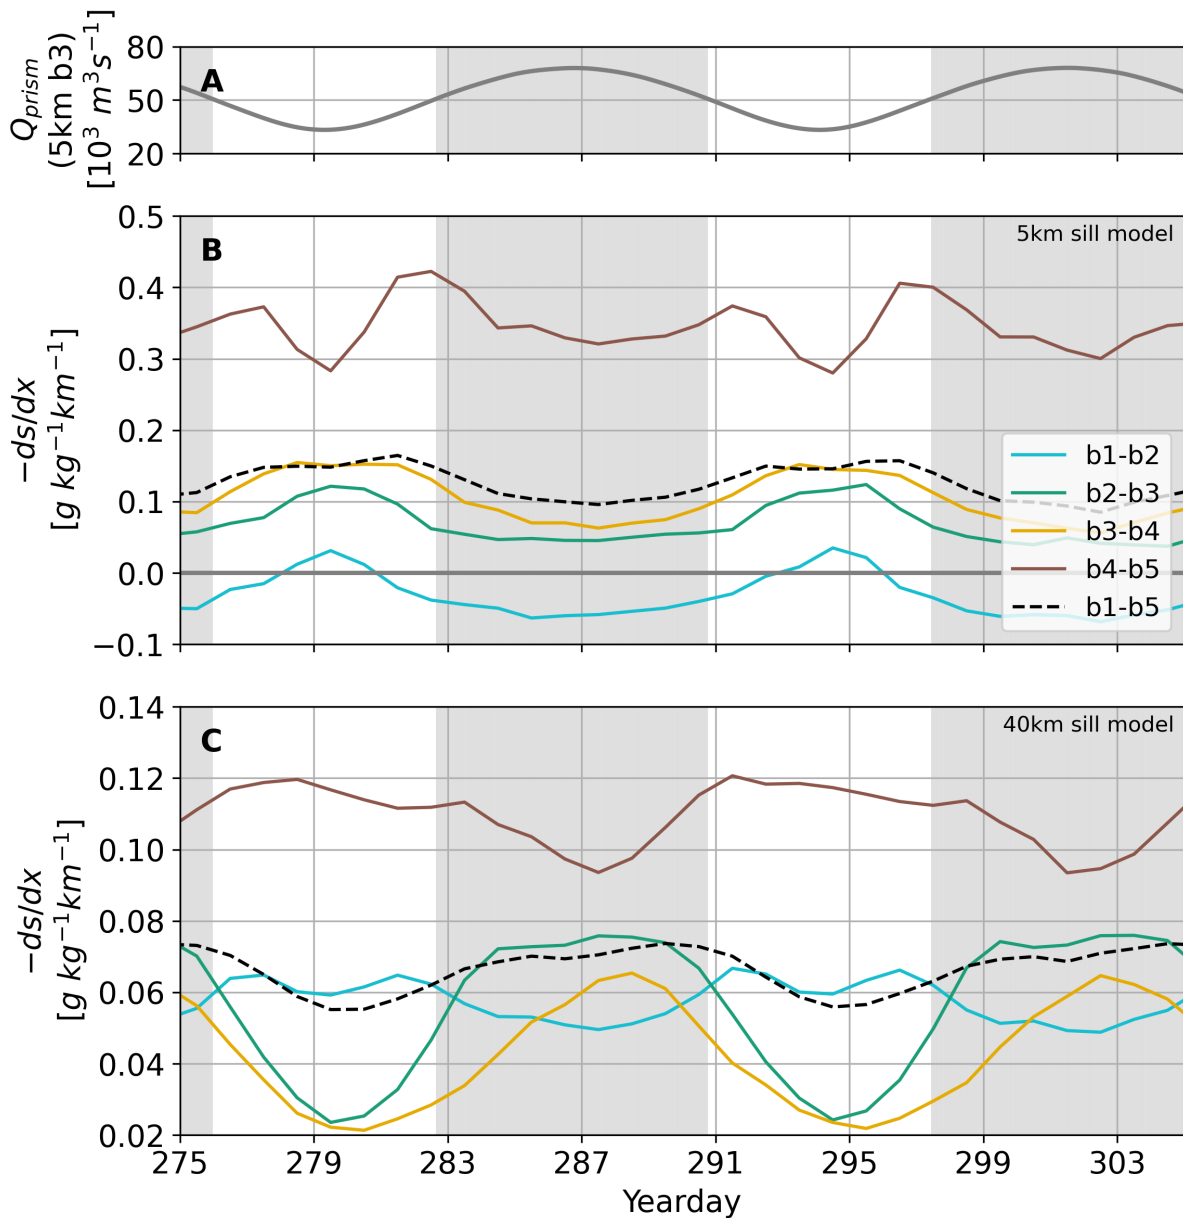 Q_prism
(5km b3)
[10³ m³s⁻¹]
80
50
20
A
0.5
0.4
0.3
0.2
0.1
0.0
−0.1
−ds/dx
[g kg⁻¹km⁻¹]
B
5km sill model
b1-b2
b2-b3
b3-b4
b4-b5
b1-b5
0.14
0.12
0.10
0.08
0.06
0.04
0.02
−ds/dx
[g kg⁻¹km⁻¹]
C
40km sill model
275 279 283 287 291 295 299 303
Yearday